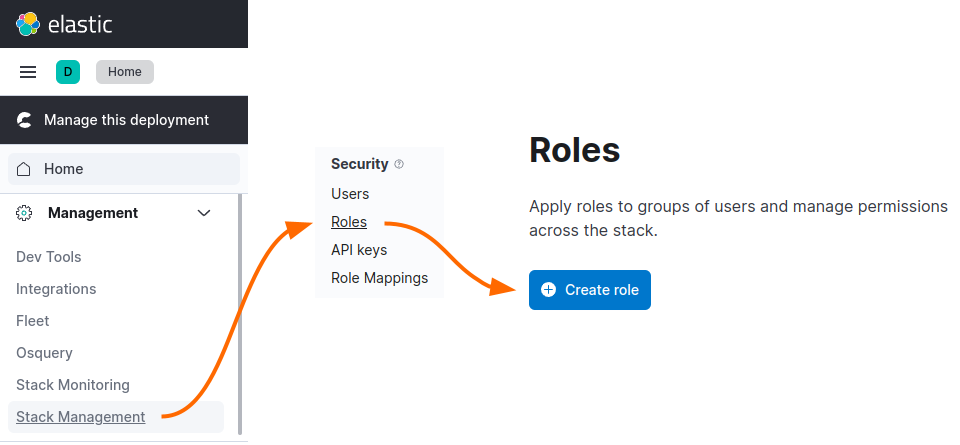 elastic
D
Home
Manage this deployment
Home
Management
Dev Tools
Integrations
Fleet
Osquery
Stack Monitoring
Stack Management
Security ?
Users
Roles
API keys
Role Mappings
Roles
Apply roles to groups of users and manage permissions
across the stack.
Create role